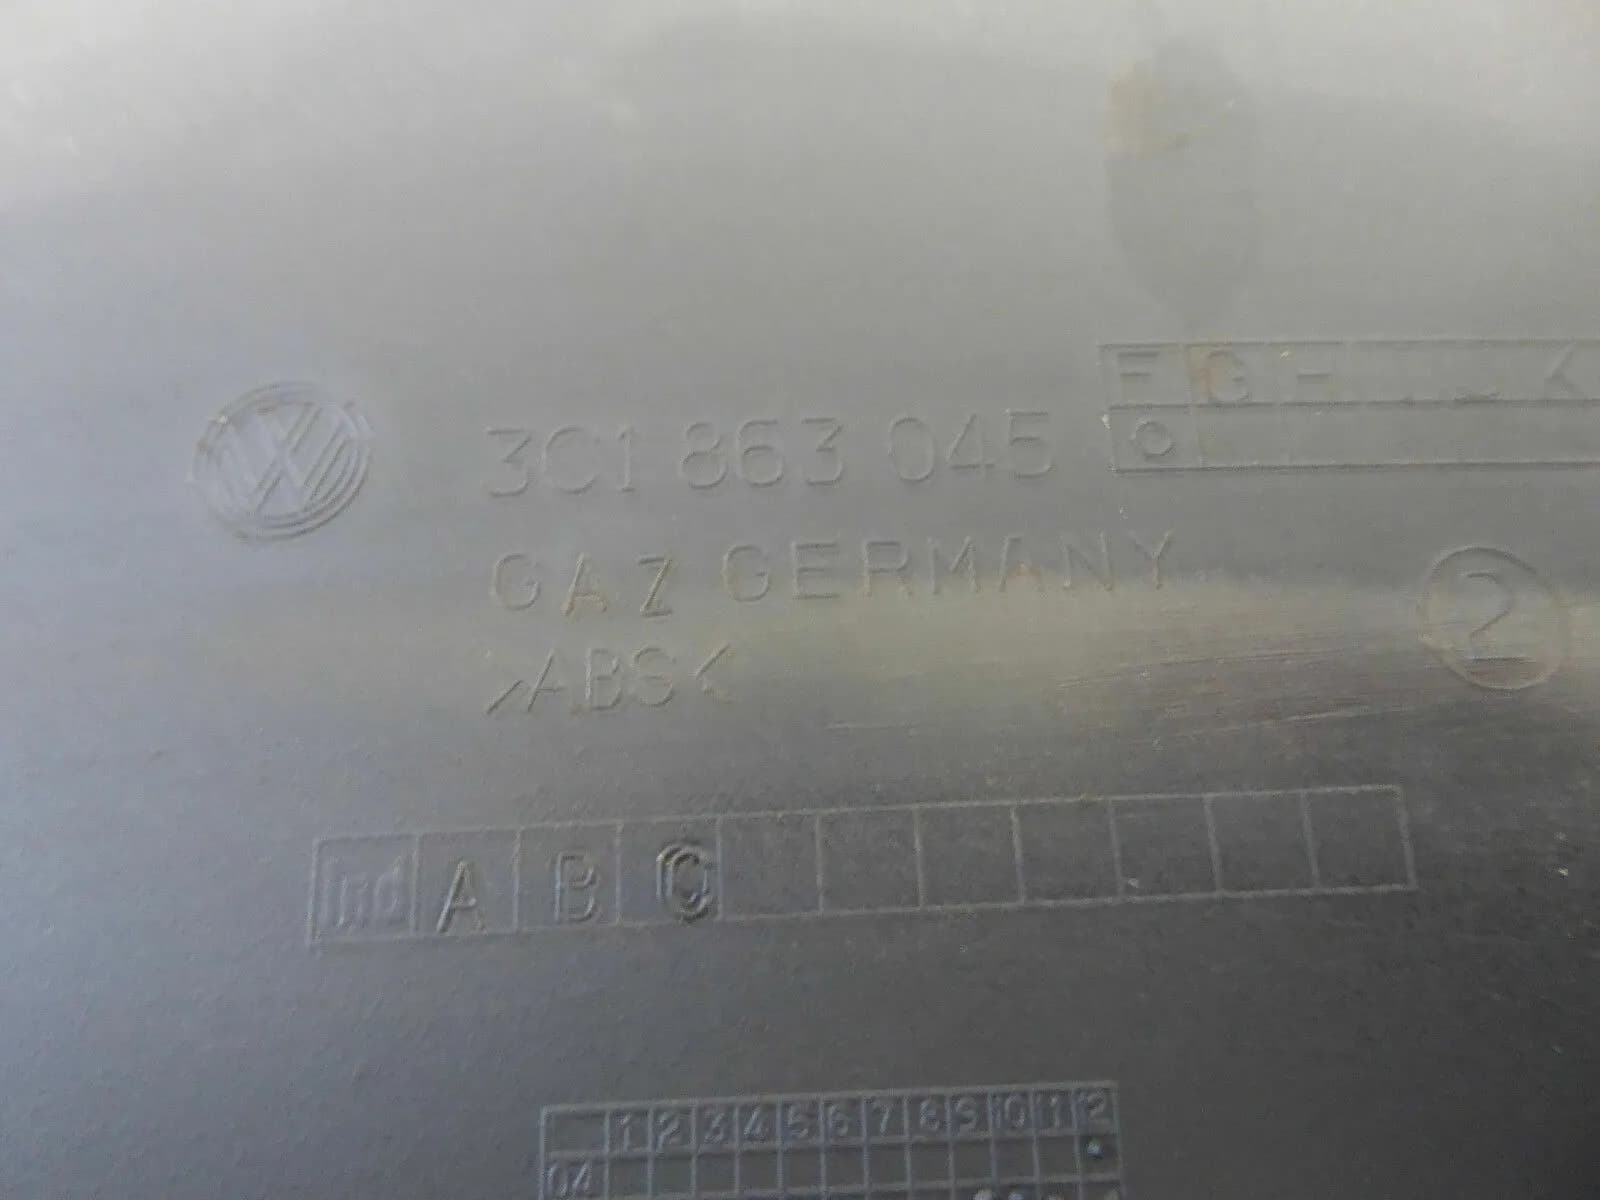 F G H I J K
3C1 863 045
GAZ GERMANY
2
>ABS<
Ind A B C
1 2 3 4 5 6 7 8 9 10 11 12
04